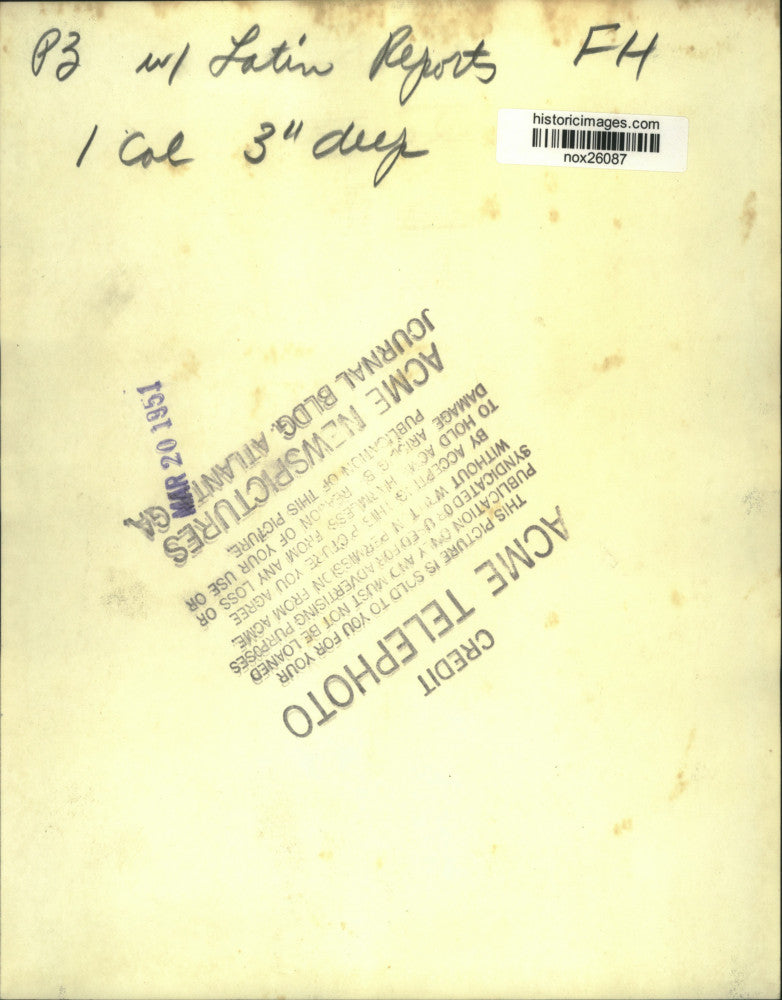 P3 w/ Latin Reports FH
1 Col 3" deep
historicimages.com
nox26087
MAR 20 1951
CREDIT
ACME TELEPHOTO
THIS PICTURE IS SOLD TO YOU FOR YOUR
PUBLICATION ONLY AND MUST NOT BE LOANED
SYNDICATED OR USED FOR ADVERTISING PURPOSES
WITHOUT WRIT PERMISSION FROM ACME.
BY ACCEPTING THIS PICTURE YOU AGREE
TO HOLD ACME HARMLESS FROM ANY LOSS OR
DAMAGE ARISING BY REASON OF YOUR USE OR
PUBLICATION OF THIS PICTURE.
ACME NEWSPICTURES
JOURNAL BLDG. ATLANTA GA